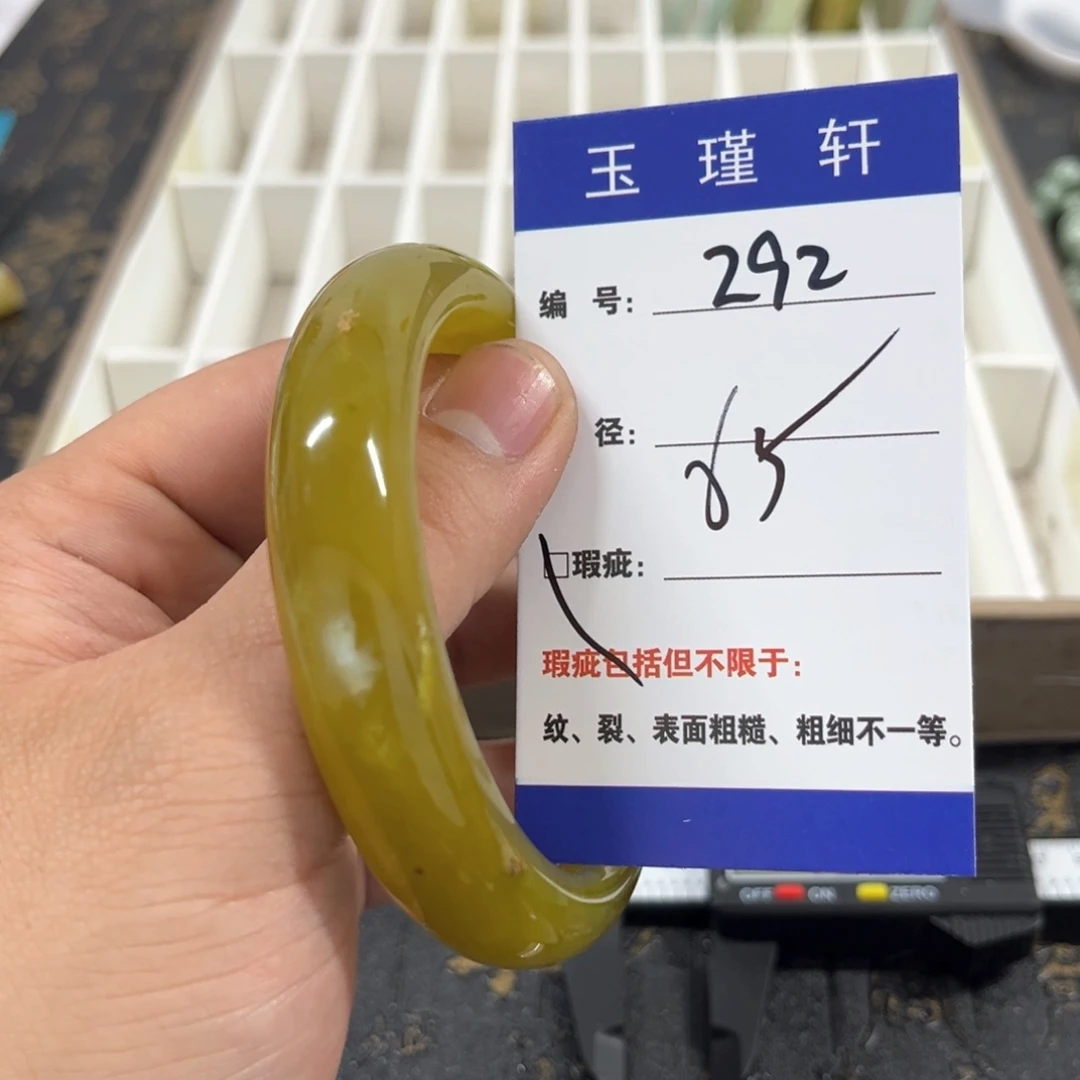 玉瑾轩
编号: 292
径:
□瑕疵:
瑕疵包括但不限于:
纹、裂、表面粗糙、粗细不一等。
OFF ON ZERO